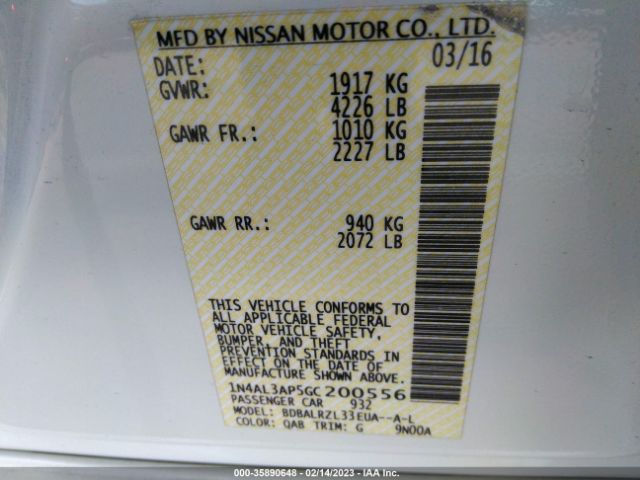 MFD BY NISSAN MOTOR CO., LTD.
DATE: 03/16
GVWR: 1917 KG
4226 LB
GAWR FR.: 1010 KG
2227 LB
GAWR RR.: 940 KG
2072 LB
THIS VEHICLE CONFORMS TO
ALL APPLICABLE FEDERAL
MOTOR VEHICLE SAFETY,
BUMPER, AND THEFT
PREVENTION STANDARDS IN
EFFECT ON THE DATE OF
MANUFACTURE SHOWN ABOVE.
1N4AL3AP5GC200556
PASSENGER CAR 932
MODEL: BDBALRZL33EUA--A-L
COLOR: QAB TRIM: G 9N00A
000-35890648 - 02/14/2023 - IAA Inc.